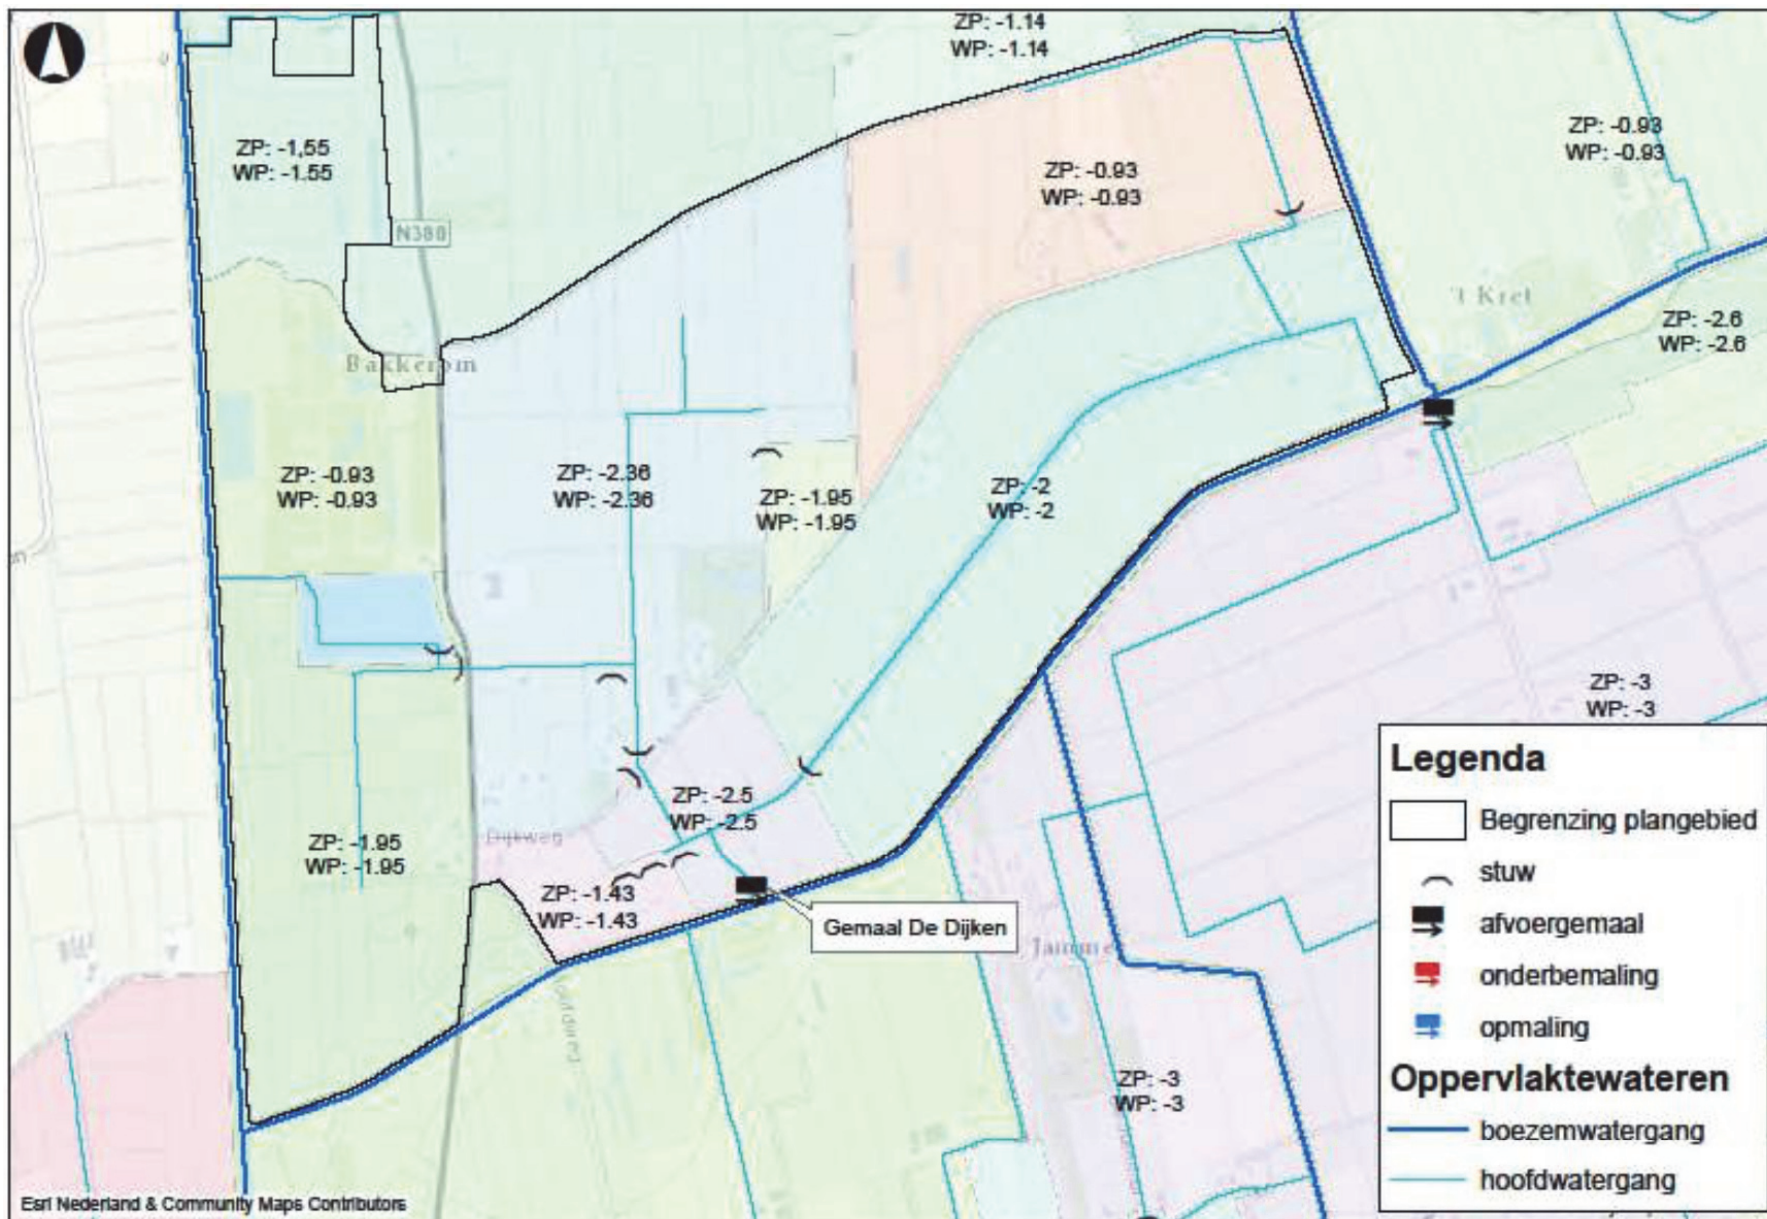 ZP: -1.14
WP: -1.14
ZP: -1,55
WP: -1.55
ZP: -0.93
WP: -0.93
ZP: -0.93
WP: -0.93
N380
't Kret
ZP: -2.6
WP: -2.6
Bakkerom
ZP: -0.93
WP: -0.93
ZP: -2.36
WP: -2.36
ZP: -1.95
WP: -1.95
ZP: -2
WP: -2
ZP: -3
WP: -3
ZP: -2.5
WP: -2.5
Dijkweg
ZP: -1.95
WP: -1.95
ZP: -1.43
WP: -1.43
Gemaal De Dijken
ZP: -3
WP: -3
Legenda
Begrenzing plangebied
stuw
afvoergemaal
onderbemaling
opmaling
Oppervlaktewateren
boezemwatergang
hoofdwatergang
Esri Nederland & Community Maps Contributors